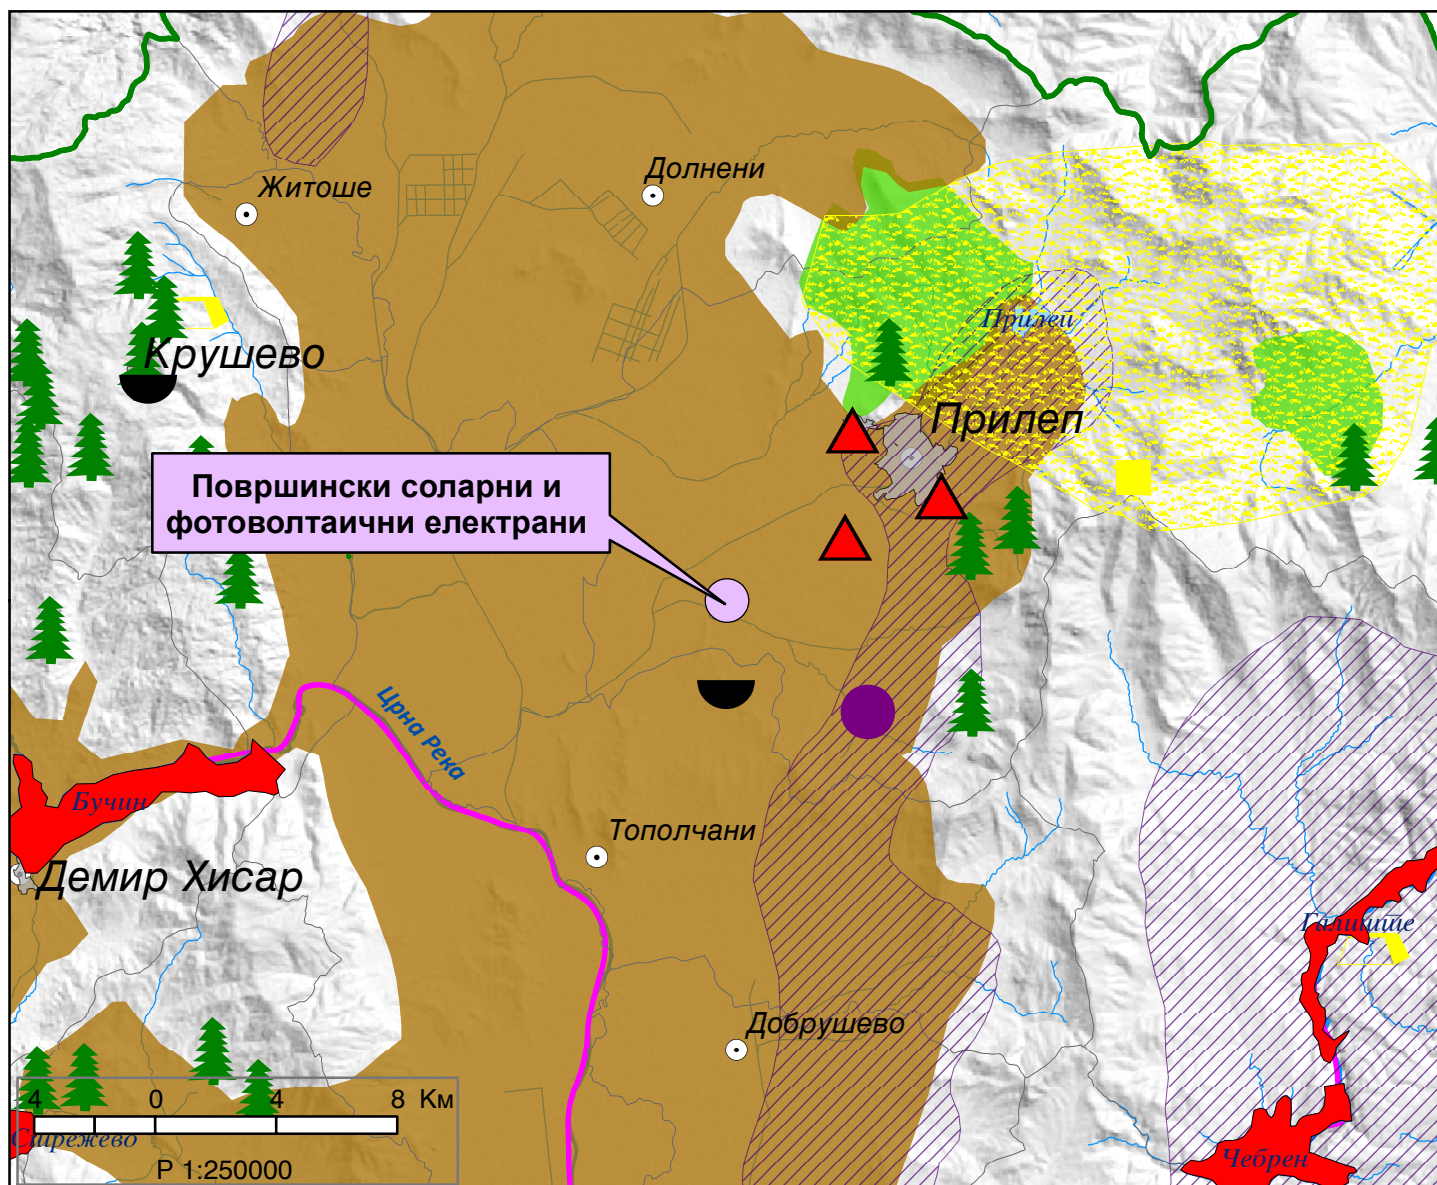 Долнени
Житоше
Прилеп
Крушево
Прилеп
Површински соларни и
фотоволтаични електрани
Црна Река
Бучин
Тополчани
Демир Хисар
Галиште
Добрушево
4 0 4 8 Км
Стрежево
Р 1:250000
Чебрен